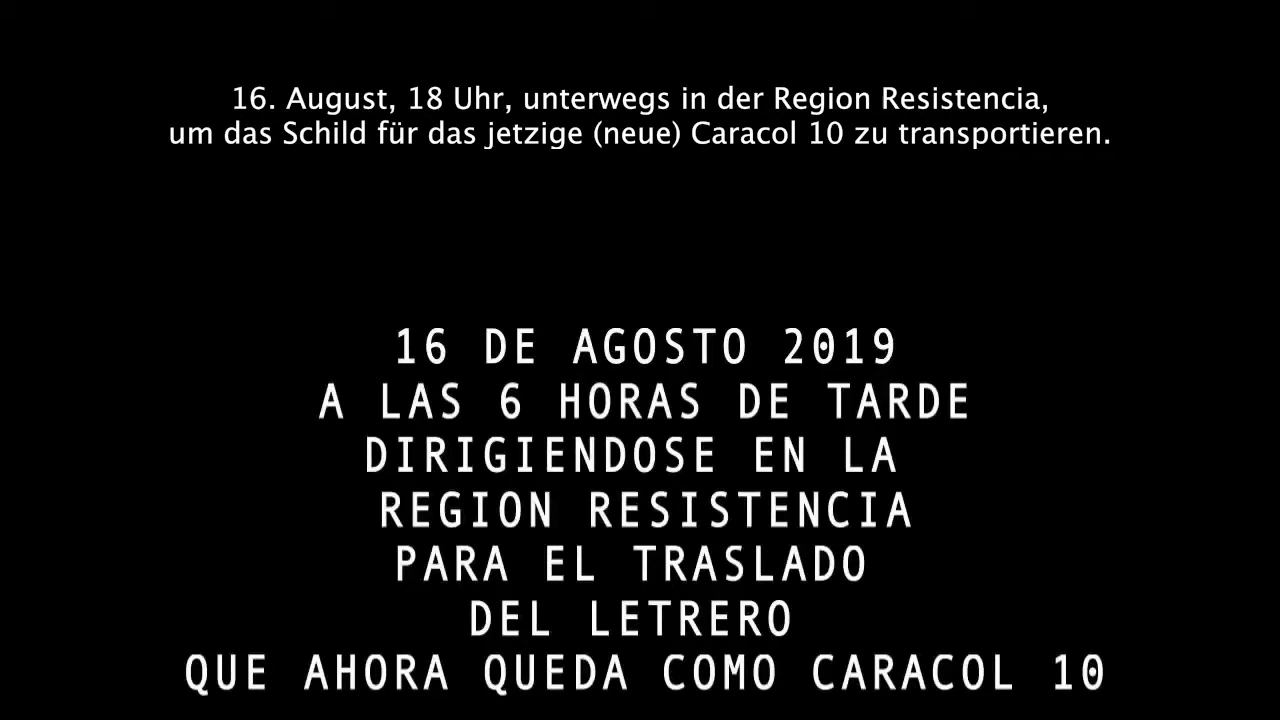 16. August, 18 Uhr, unterwegs in der Region Resistencia,
um das Schild für das jetzige (neue) Caracol 10 zu transportieren.
16 DE AGOSTO 2019
A LAS 6 HORAS DE TARDE
DIRIGIENDOSE EN LA
REGION RESISTENCIA
PARA EL TRASLADO
DEL LETRERO
QUE AHORA QUEDA COMO CARACOL 10